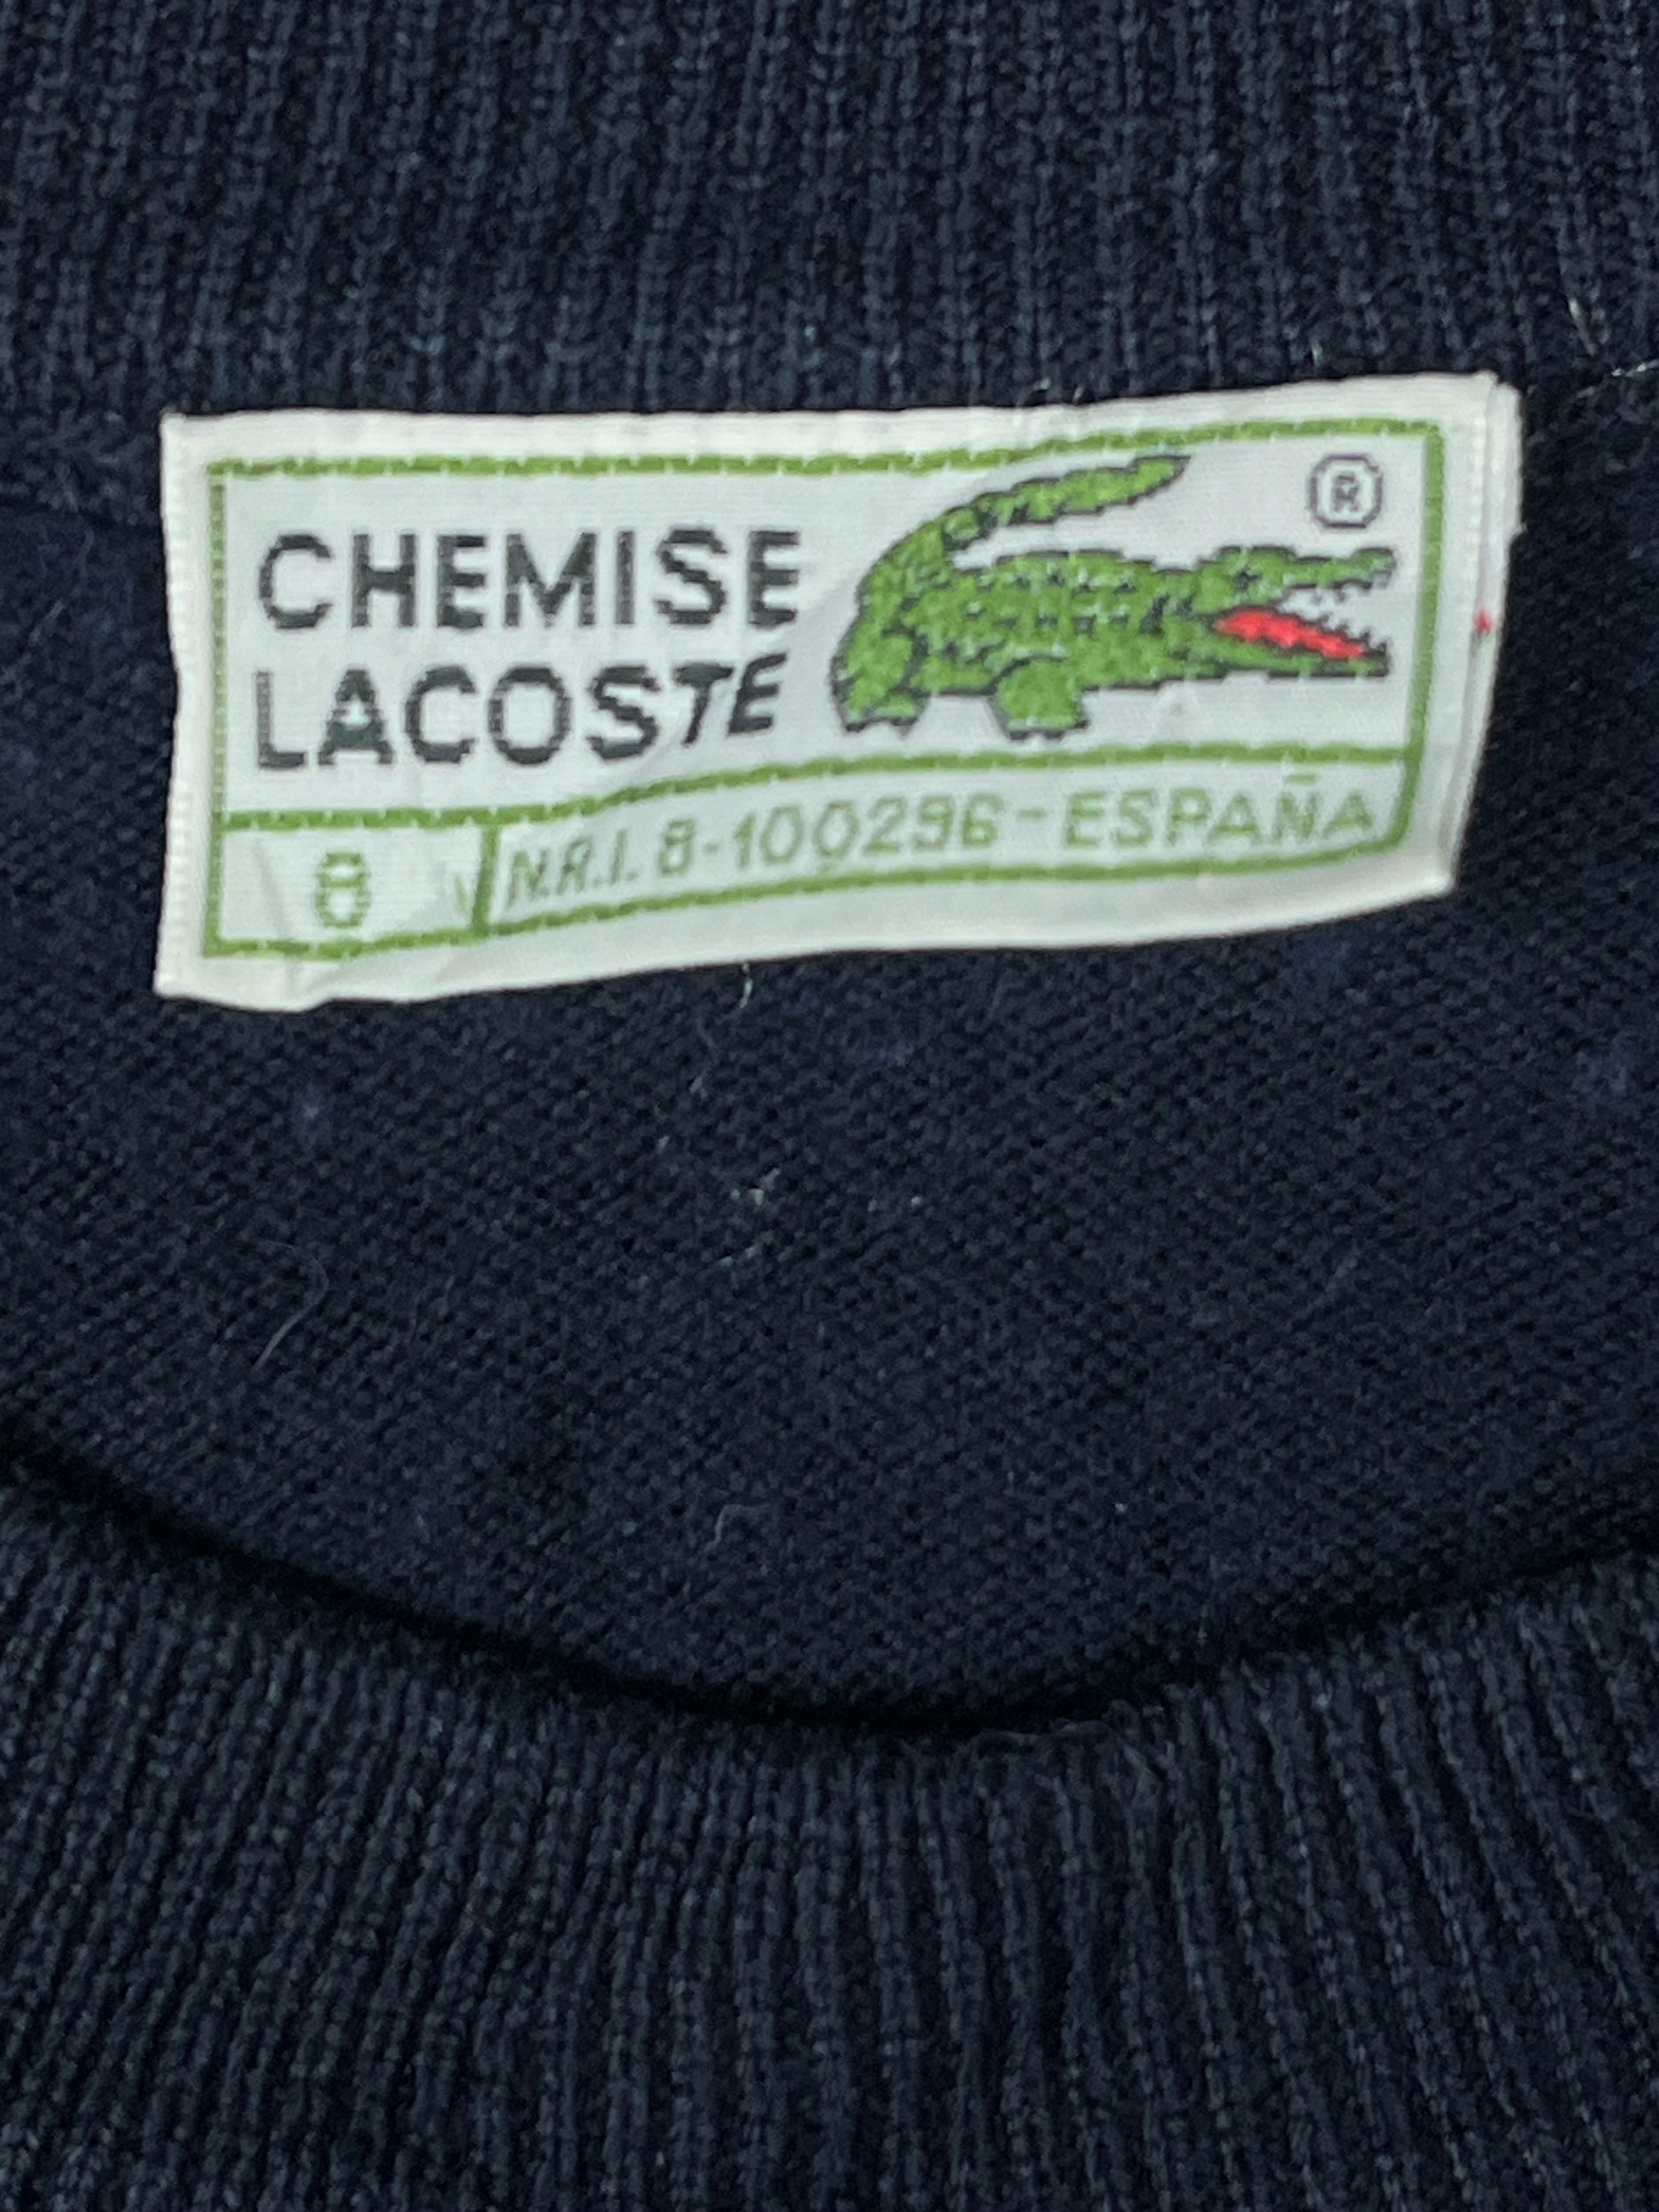 CHEMISE
LACOSTE
®
8
N.R.I. 8-100296-ESPAÑA